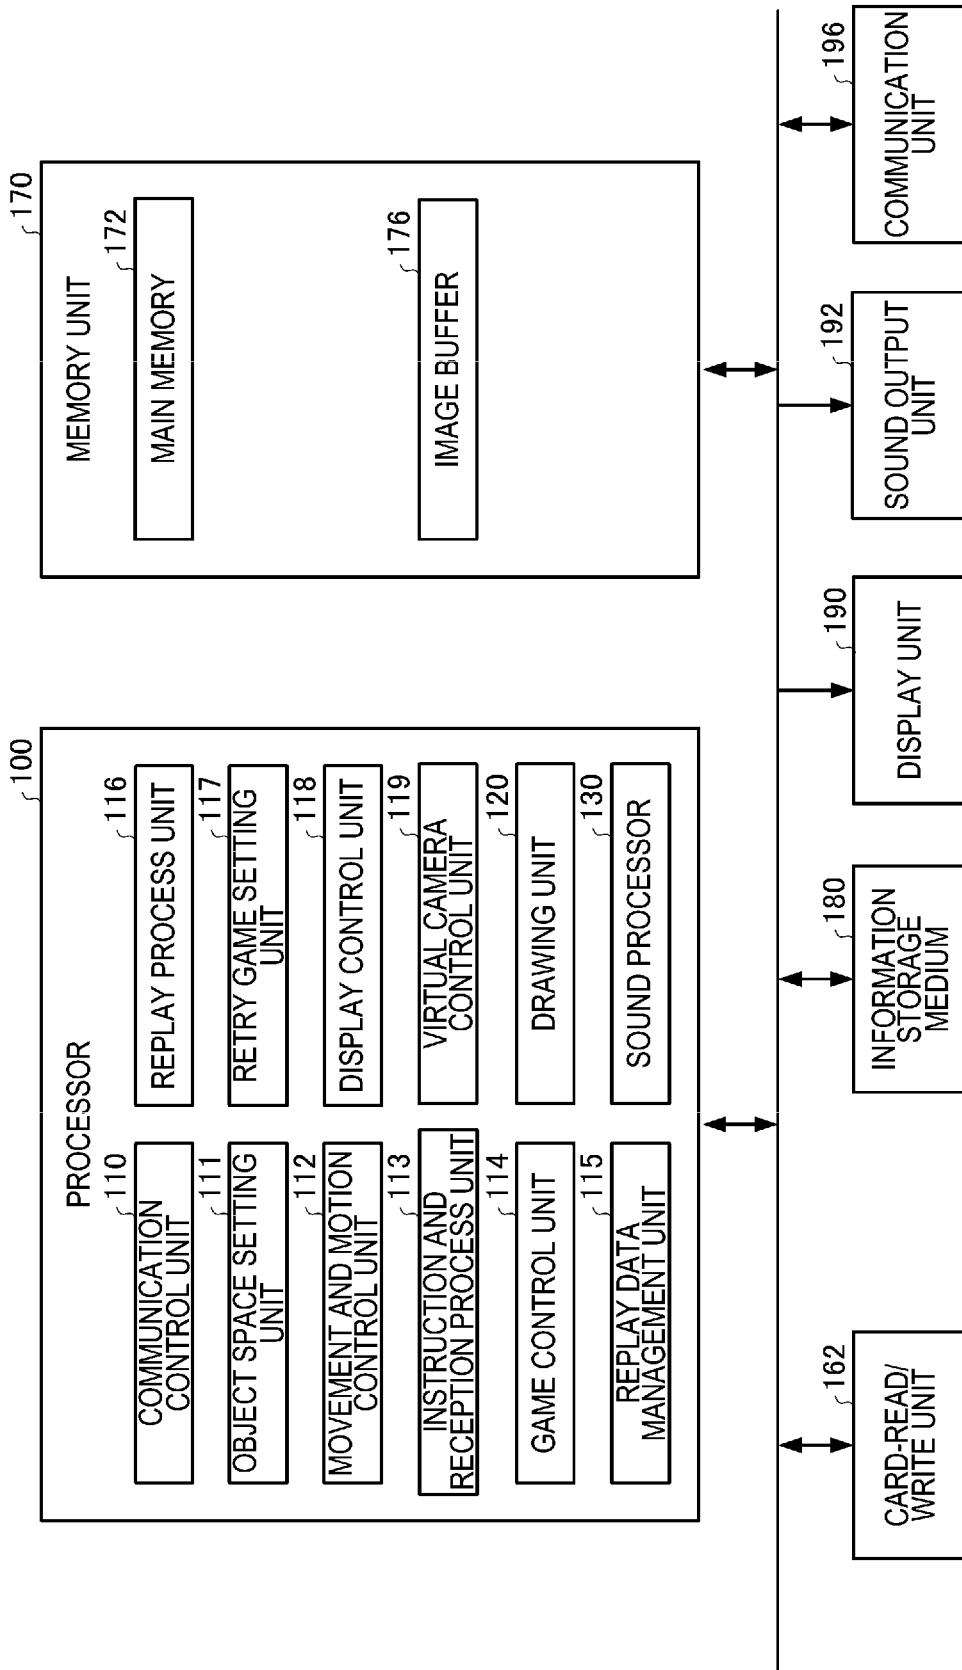 100
PROCESSOR
110
COMMUNICATION
CONTROL UNIT
111
OBJECT SPACE SETTING
UNIT
112
MOVEMENT AND MOTION
CONTROL UNIT
113
INSTRUCTION AND
RECEPTION PROCESS UNIT
114
GAME CONTROL UNIT
115
REPLAY DATA
MANAGEMENT UNIT
116
REPLAY PROCESS UNIT
117
RETRY GAME SETTING
UNIT
118
DISPLAY CONTROL UNIT
119
VIRTUAL CAMERA
CONTROL UNIT
120
DRAWING UNIT
130
SOUND PROCESSOR
170
MEMORY UNIT
172
MAIN MEMORY
176
IMAGE BUFFER
162
CARD-READ/
WRITE UNIT
180
INFORMATION
STORAGE
MEDIUM
190
DISPLAY UNIT
192
SOUND OUTPUT
UNIT
196
COMMUNICATION
UNIT